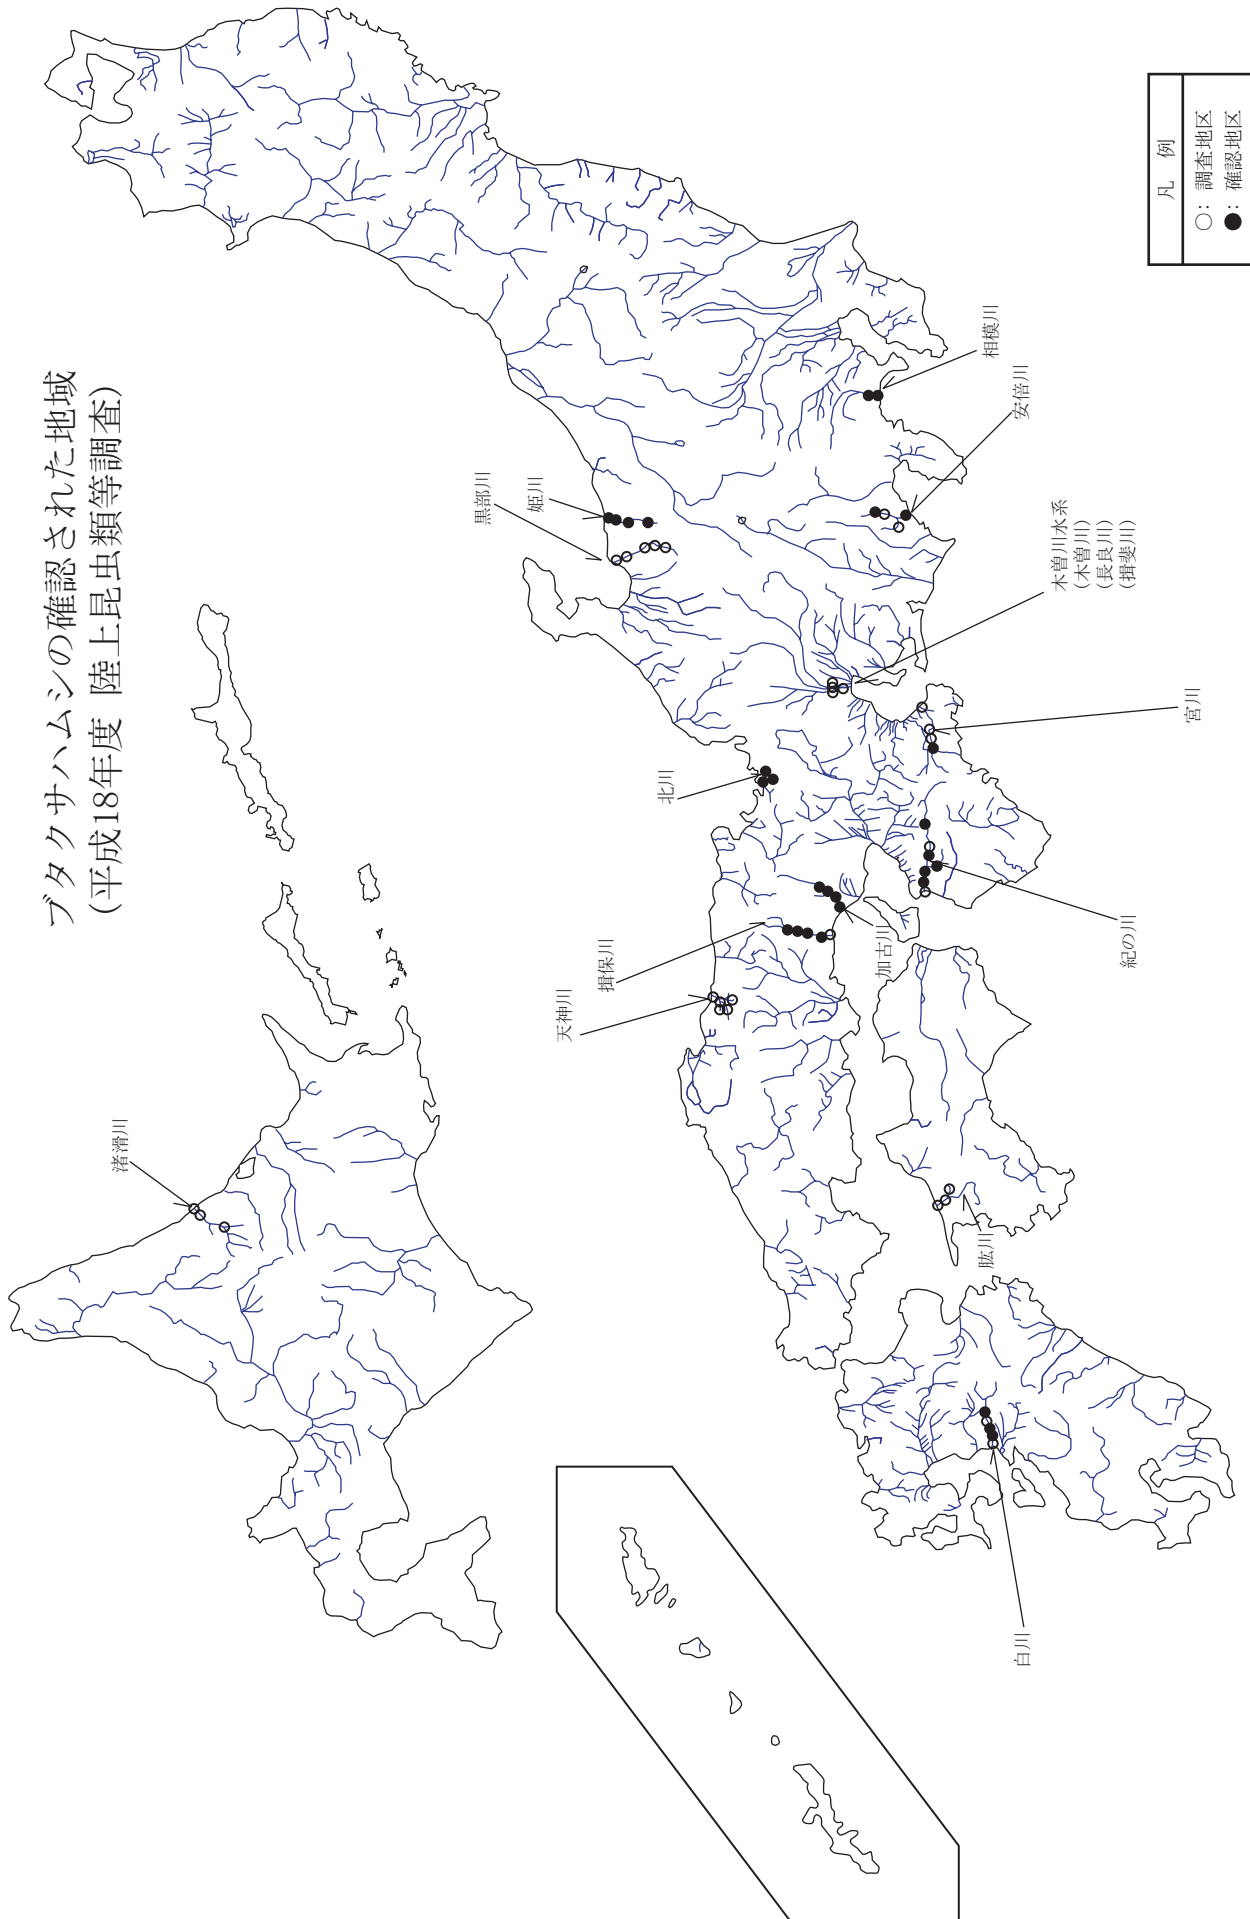 ブタクサハムシの確認された地域
(平成18年度 陸上昆虫類等調査)
渚滑川
黒部川
姫川
北川
揖保川
天神川
加古川
肱川
白川
相模川
安倍川
木曽川水系
(木曽川)
(長良川)
(揖斐川)
宮川
紀の川
凡 例
○: 調査地区
●: 確認地区